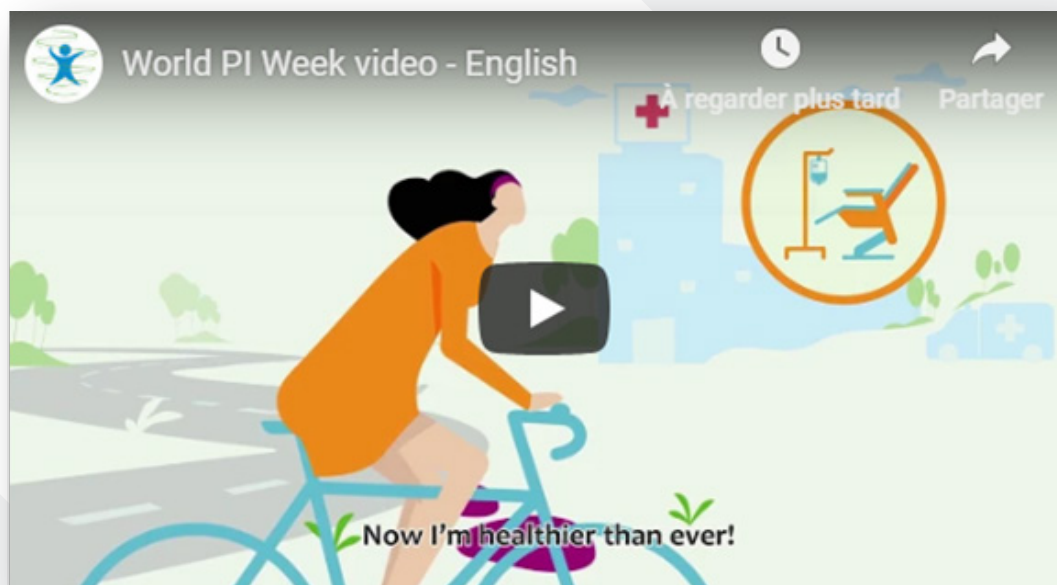 World PI Week video - English
À regarder plus tard
Partager
Now I'm healthier than ever!